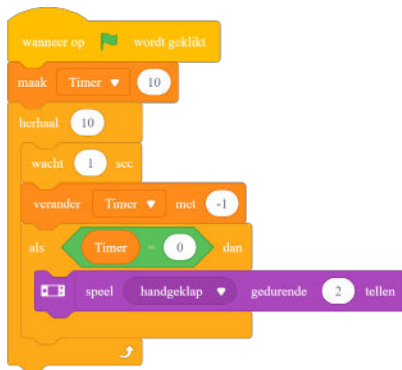 wanneer op wordt geklikt
maak Timer 10
herhaal 10
wacht 1 sec
verander Timer met -1
als Timer = 0 dan
speel handgeklap gedurende 2 tellen